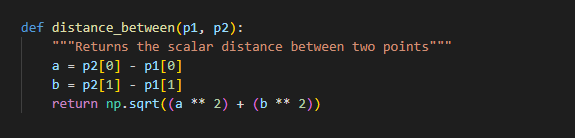 def distance_between(p1, p2):
    """Returns the scalar distance between two points"""
    a = p2[0] - p1[0]
    b = p2[1] - p1[1]
    return np.sqrt((a ** 2) + (b ** 2))